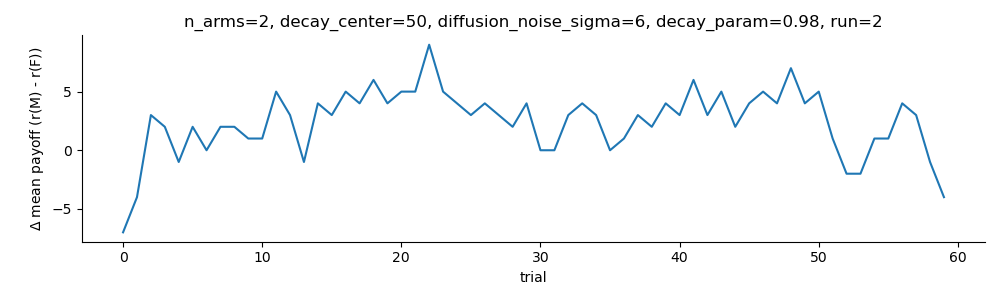 n_arms=2, decay_center=50, diffusion_noise_sigma=6, decay_param=0.98, run=2
Δ mean payoff (r(M) - r(F))
5
0
−5
0 10 20 30 40 50 60
trial